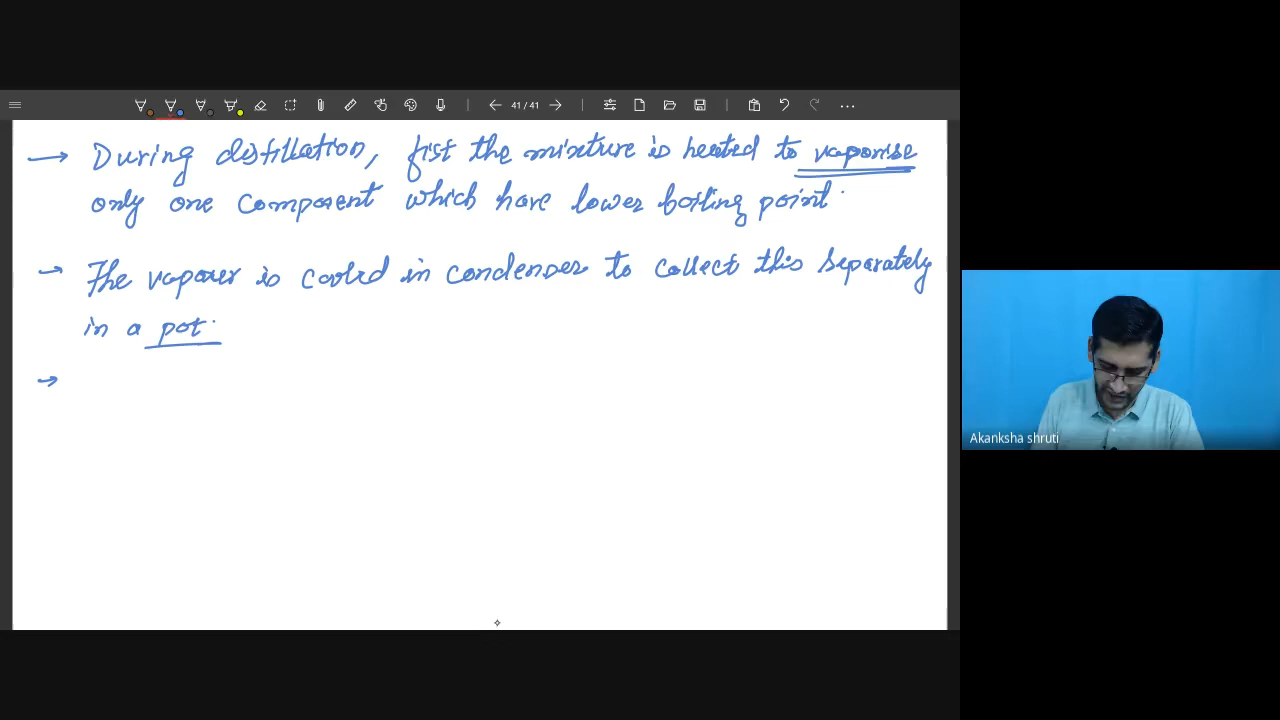 41 / 41
→ During distillation, fist the mixture is heated to vaporise
only one component which have lower boiling point.
→ The vapour is cooled in condenser to collect this separately
in a pot.
→
Akanksha shruti